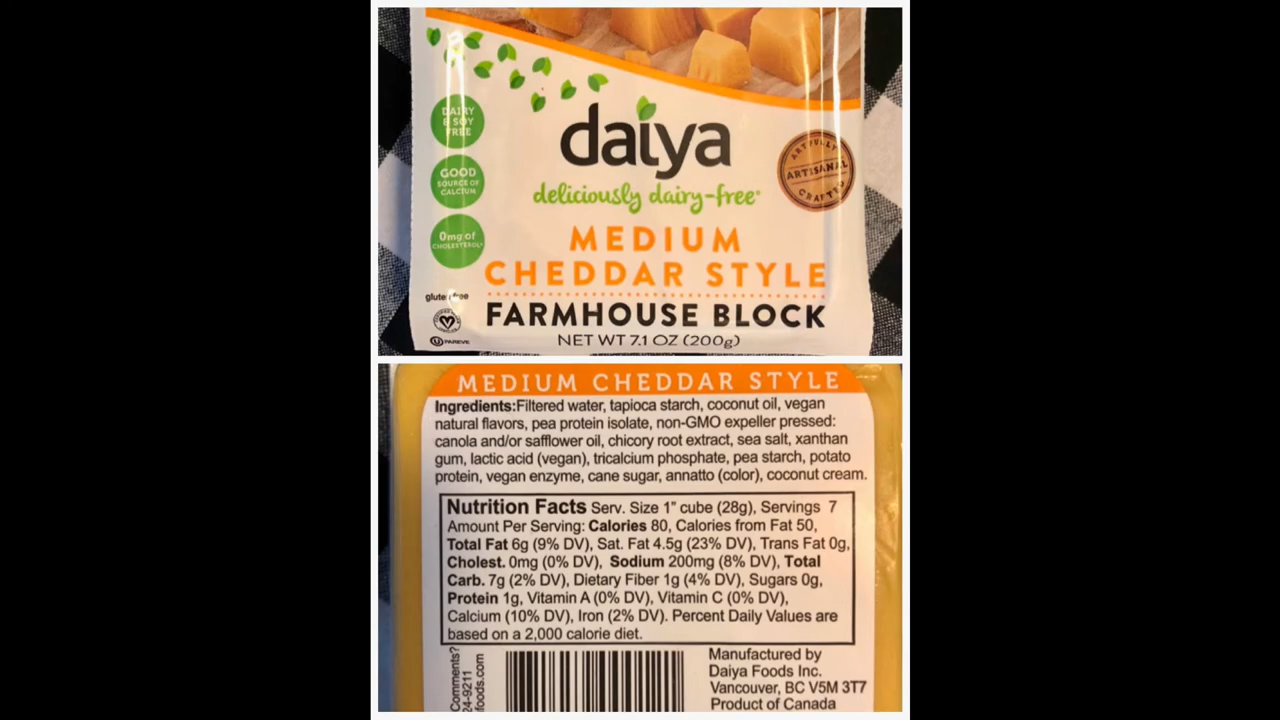 DAIRY
& SOY
FREE
GOOD
SOURCE OF
CALCIUM
0mg of
CHOLESTEROL*
daiya
deliciously dairy-free*
ARTFULLY
ARTISANAL
CRAFTED
MEDIUM
CHEDDAR STYLE
gluten free
FARMHOUSE BLOCK
U PAREVE
NET WT 7.1 OZ (200g)
MEDIUM CHEDDAR STYLE
Ingredients:Filtered water, tapioca starch, coconut oil, vegan
natural flavors, pea protein isolate, non-GMO expeller pressed:
canola and/or safflower oil, chicory root extract, sea salt, xanthan
gum, lactic acid (vegan), tricalcium phosphate, pea starch, potato
protein, vegan enzyme, cane sugar, annatto (color), coconut cream.
Nutrition Facts Serv. Size 1" cube (28g), Servings 7
Amount Per Serving: Calories 80, Calories from Fat 50,
Total Fat 6g (9% DV), Sat. Fat 4.5g (23% DV), Trans Fat 0g,
Cholest. 0mg (0% DV), Sodium 200mg (8% DV), Total
Carb. 7g (2% DV), Dietary Fiber 1g (4% DV), Sugars 0g,
Protein 1g, Vitamin A (0% DV), Vitamin C (0% DV),
Calcium (10% DV), Iron (2% DV). Percent Daily Values are
based on a 2,000 calorie diet.
Comments?
24-9211
foods.com
Manufactured by
Daiya Foods Inc.
Vancouver, BC V5M 3T7
Product of Canada